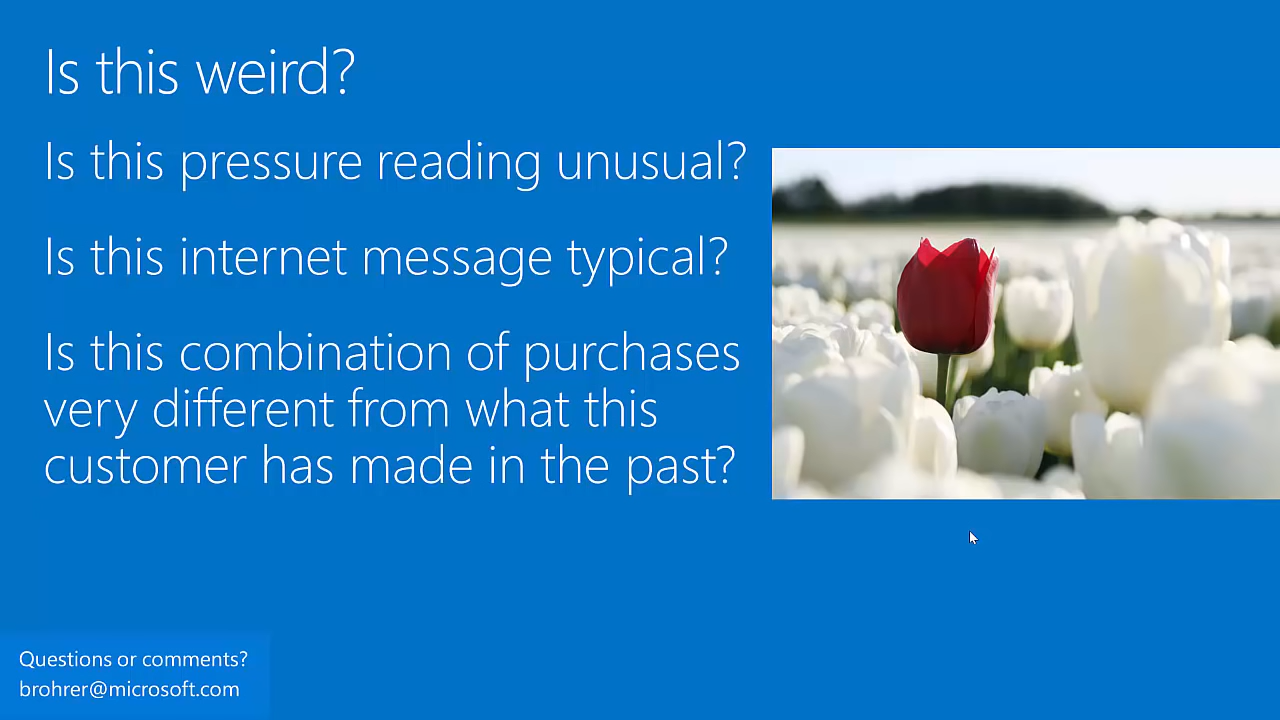 Is this weird?
Is this pressure reading unusual?
Is this internet message typical?
Is this combination of purchases
very different from what this
customer has made in the past?
Questions or comments?
brohrer@microsoft.com